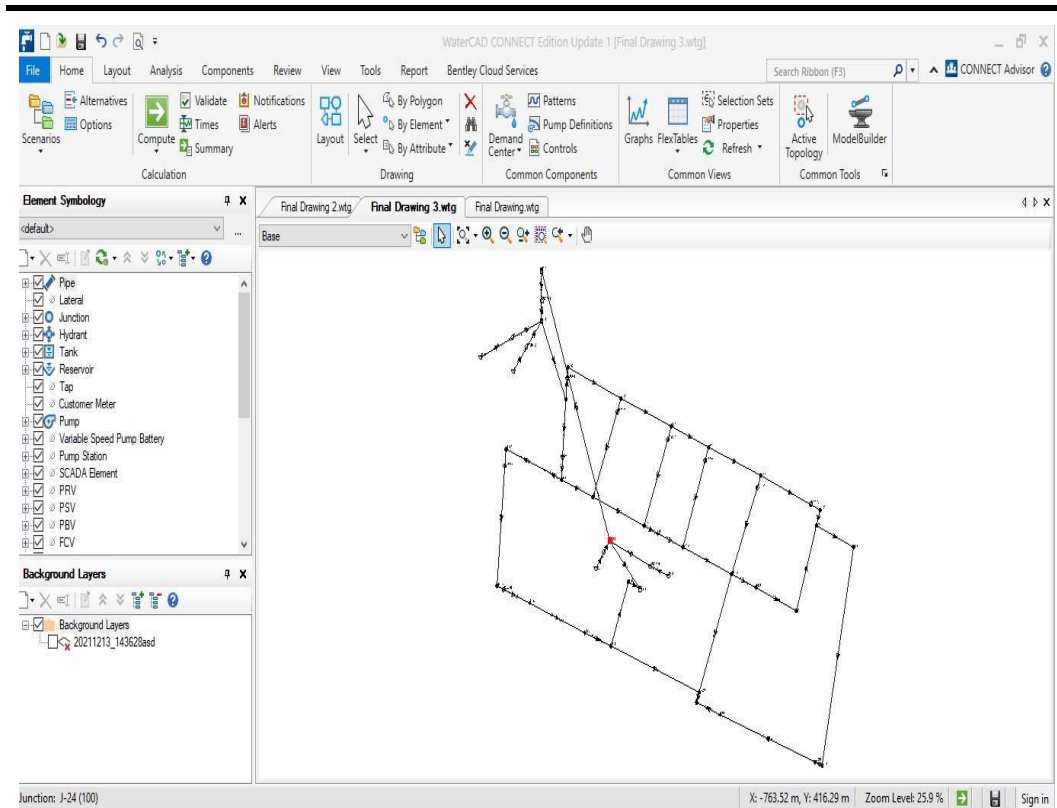 WaterCAD CONNECT Edition Update 1 [Final Drawing 3.wtg]
File Home Layout Analysis Components Review View Tools Report Bentley Cloud Services Search Ribbon (F3) CONNECT Advisor
Scenarios
Alternatives
Options
Compute
Validate
Times
Summary
Notifications
Alerts
Calculation
Layout
Select
By Polygon
By Element
By Attribute
Drawing
Demand Center
Patterns
Pump Definitions
Controls
Common Components
Graphs
FlexTables
Selection Sets
Properties
Refresh
Common Views
Active Topology
ModelBuilder
Common Tools
Element Symbology
<default>
...
Pipe
Lateral
Junction
Hydrant
Tank
Reservoir
Tap
Customer Meter
Pump
Variable Speed Pump Battery
Pump Station
SCADA Element
PRV
PSV
PBV
FCV
Background Layers
Background Layers
20211213_143628asd
Final Drawing 2.wtg Final Drawing 3.wtg Final Drawing.wtg
Base
Junction: J-24 (100) X: -763.52 m, Y: 416.29 m Zoom Level: 25.9 % Sign in